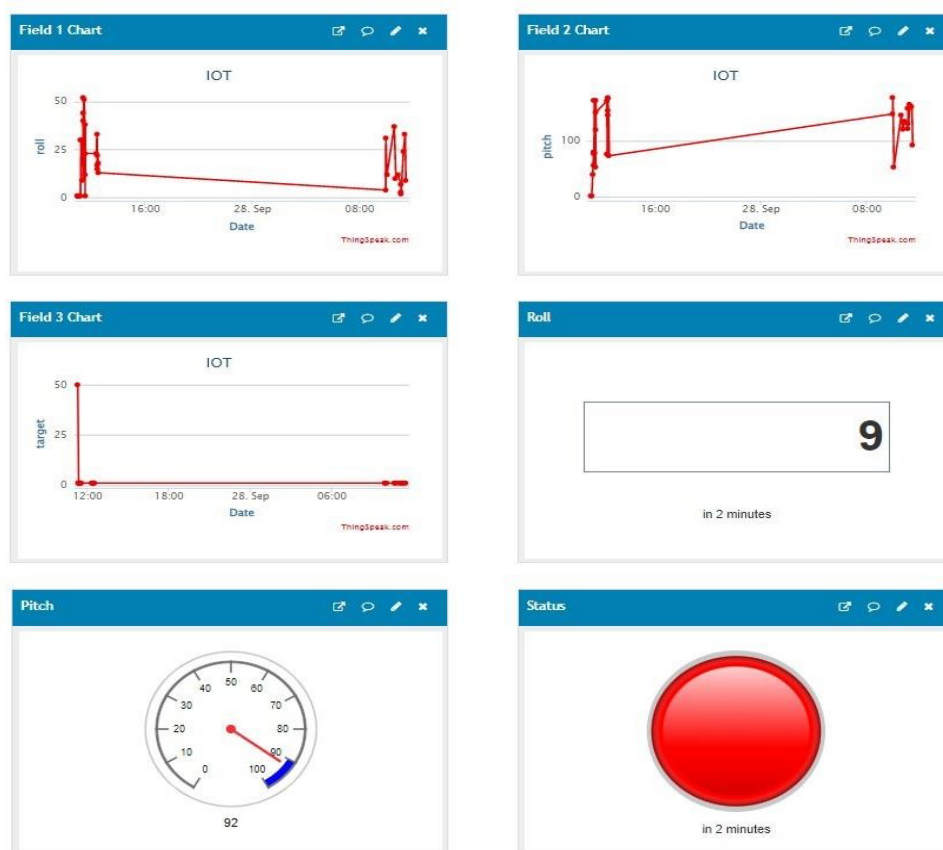 Field 1 Chart
IOT
50
25
0
roll
16:00 28. Sep 08:00
Date
ThingSpeak.com
Field 2 Chart
IOT
100
0
pitch
16:00 28. Sep 08:00
Date
ThingSpeak.com
Field 3 Chart
IOT
50
25
0
target
12:00 18:00 28. Sep 06:00
Date
ThingSpeak.com
Roll
9
in 2 minutes
Pitch
0
10
20
30
40
50
60
70
80
90
100
92
Status
in 2 minutes